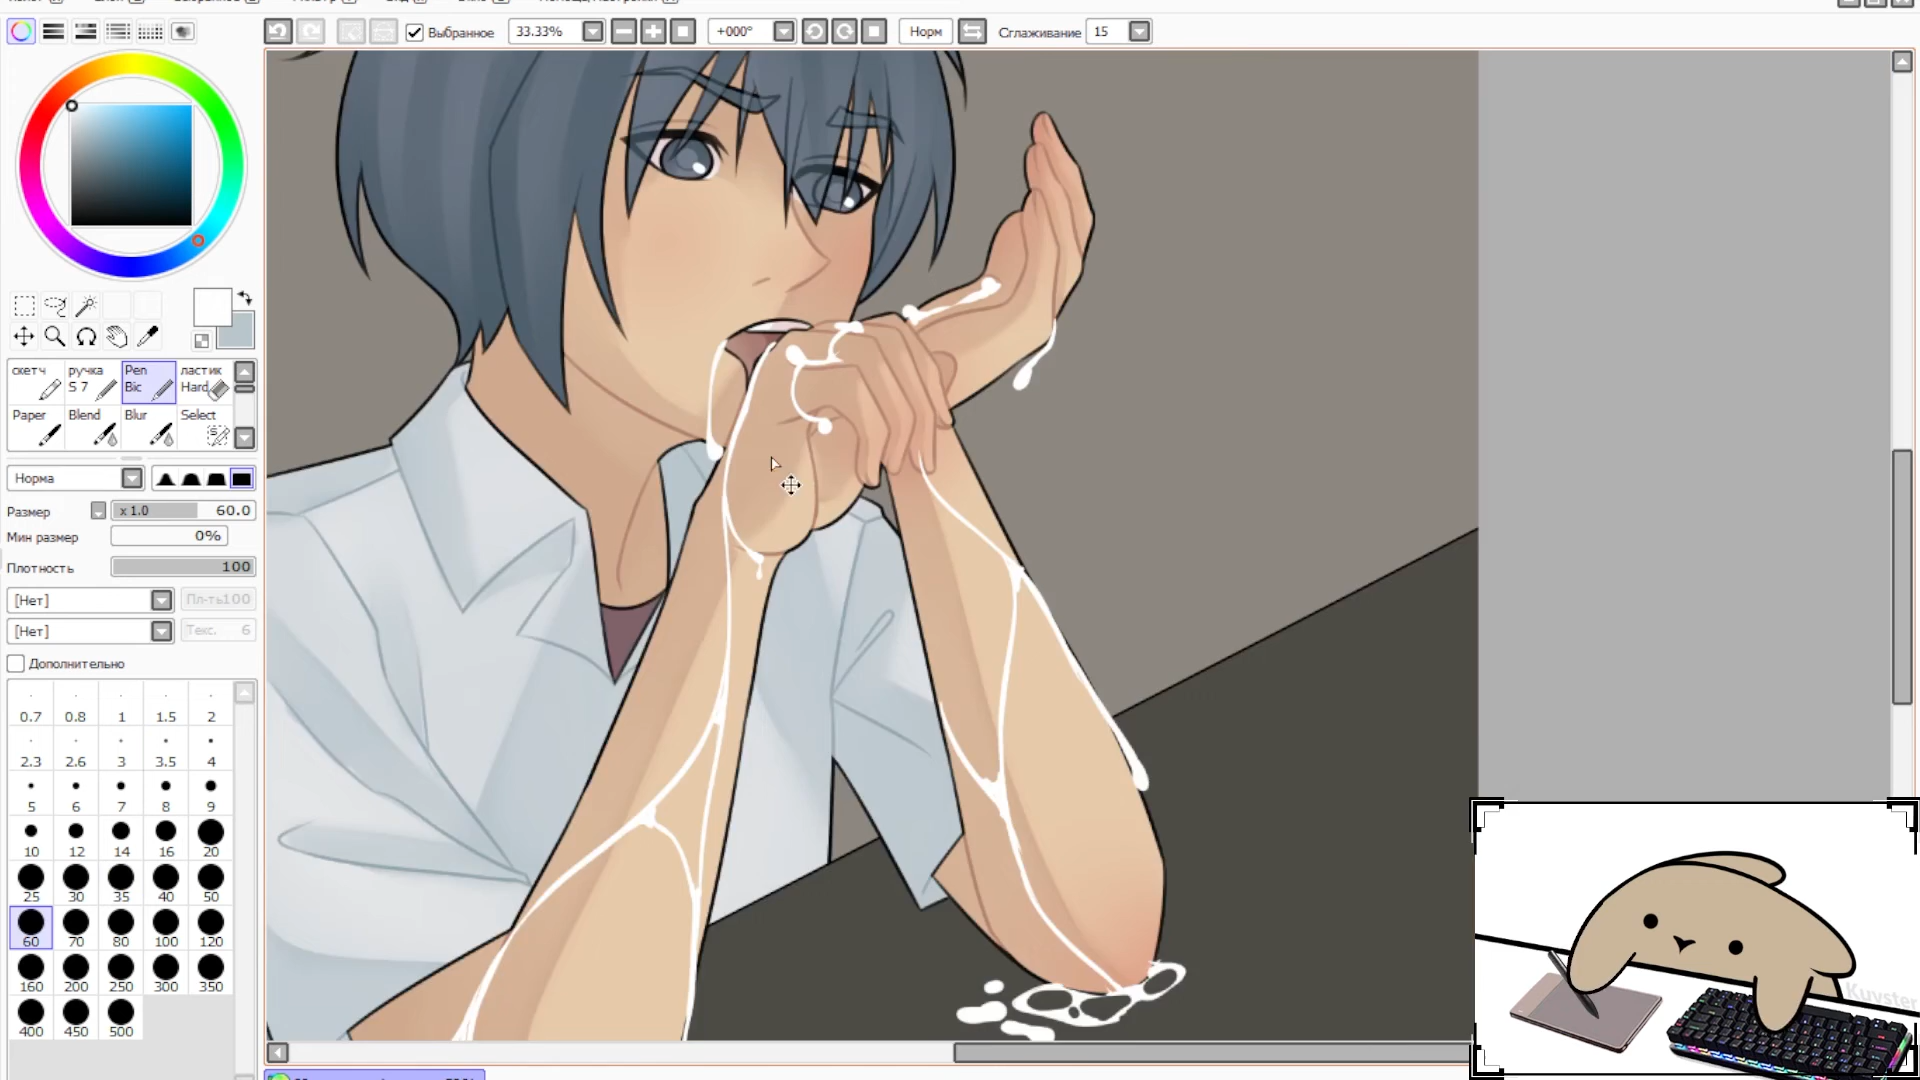 Выбранное
33.33%
+000°
Норм
Сглаживание
15
скетч
ручка
S 7
Pen
Bic
ластик
Hard
Paper
Blend
Blur
Select
Норма
Размер
x 1.0
60.0
Мин размер
0%
Плотность
100
[Нет]
Пл-ть100
[Нет]
Текс. 6
Дополнительно
0.7 0.8 1 1.5 2
2.3 2.6 3 3.5 4
5 6 7 8 9
10 12 14 16 20
25 30 35 40 50
60 70 80 100 120
160 200 250 300 350
400 450 500
Kuvster